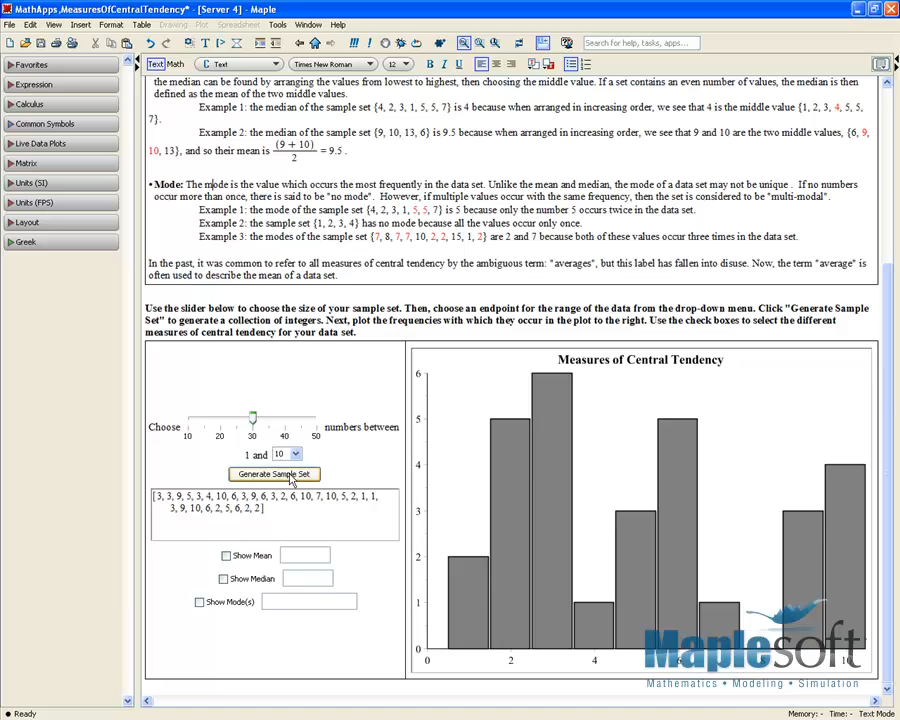 MathApps,MeasuresOfCentralTendency* - [Server 4] - Maple
File Edit View Insert Format Table Drawing Plot Spreadsheet Tools Window Help
Search for help, tasks, apps...
Text Math C Text Times New Roman 12 B I U
Favorites
Expression
Calculus
Common Symbols
Live Data Plots
Matrix
Units (SI)
Units (FPS)
Layout
Greek
the median can be found by arranging the values from lowest to highest, then choosing the middle value. If a set contains an even number of values, the median is then
defined as the mean of the two middle values.
Example 1: the median of the sample set {4, 2, 3, 1, 5, 5, 7} is 4 because when arranged in increasing order, we see that 4 is the middle value {1, 2, 3, 4, 5, 5,
7}.
Example 2: the median of the sample set {9, 10, 13, 6} is 9.5 because when arranged in increasing order, we see that 9 and 10 are the two middle values, {6, 9,
10, 13}, and so their mean is (9 + 10) / 2 = 9.5 .
• Mode: The mode is the value which occurs the most frequently in the data set. Unlike the mean and median, the mode of a data set may not be unique . If no numbers
occur more than once, there is said to be "no mode". However, if multiple values occur with the same frequency, then the set is considered to be "multi-modal".
Example 1: the mode of the sample set {4, 2, 3, 1, 5, 5, 7} is 5 because only the number 5 occurs twice in the data set.
Example 2: the sample set {1, 2, 3, 4} has no mode because all the values occur only once.
Example 3: the modes of the sample set {7, 8, 7, 7, 10, 2, 2, 15, 1, 2} are 2 and 7 because both of these values occur three times in the data set.
In the past, it was common to refer to all measures of central tendency by the ambiguous term: "averages", but this label has fallen into disuse. Now, the term "average" is
often used to describe the mean of a data set.
Use the slider below to choose the size of your sample set. Then, choose an endpoint for the range of the data from the drop-down menu. Click "Generate Sample
Set" to generate a collection of integers. Next, plot the frequencies with which they occur in the plot to the right. Use the check boxes to select the different
measures of central tendency for your data set.
Choose 10 20 30 40 50 numbers between
1 and 10
Generate Sample Set
[3, 3, 9, 5, 3, 4, 10, 6, 3, 9, 6, 3, 2, 6, 10, 7, 10, 5, 2, 1, 1,
3, 9, 10, 6, 2, 5, 6, 2, 2]
Show Mean
Show Median
Show Mode(s)
Measures of Central Tendency
6
5
4
3
2
1
0
0 2 4 6 8 10
Maplesoft
Mathematics • Modeling • Simulation
Ready
Memory: - Time: - Text Mode